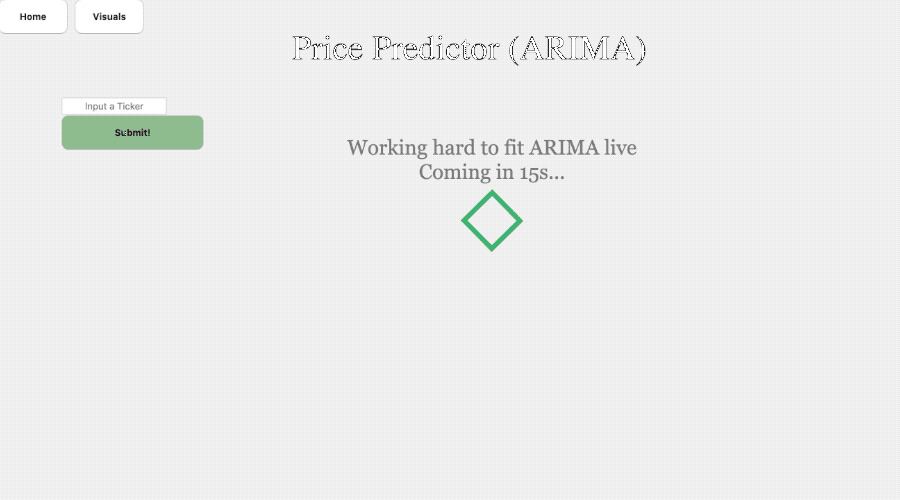 Home
Visuals
Price Predictor (ARIMA)
Input a Ticker
Submit!
Working hard to fit ARIMA live
Coming in 15s...